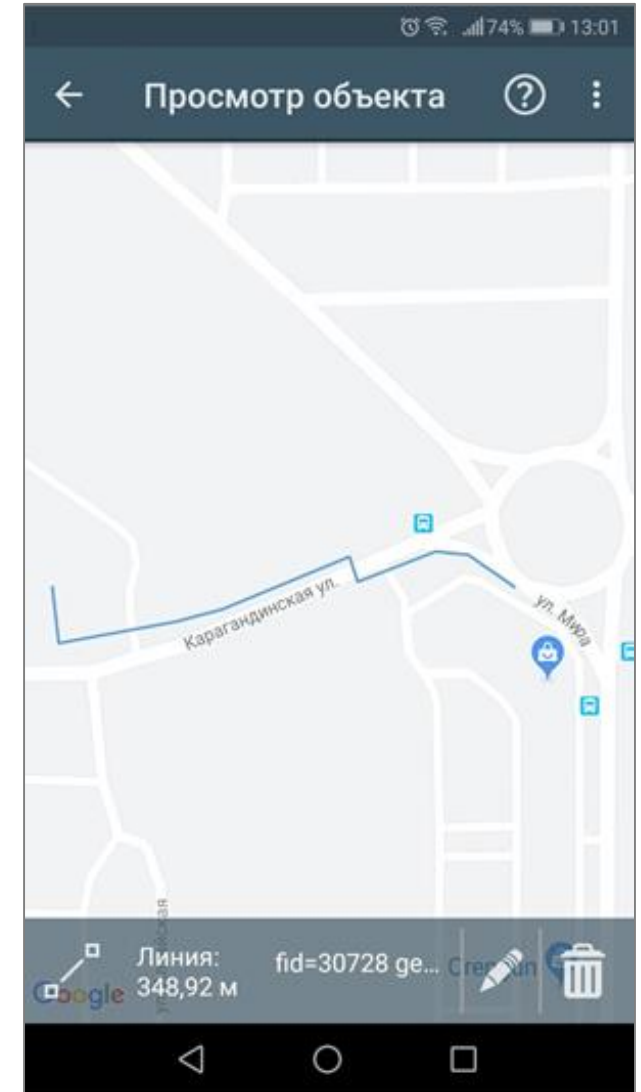 74% 13:01
Просмотр объекта
Карагандинская ул.
ул. Мира
Линия:
348,92 м
fid=30728 ge...
Google